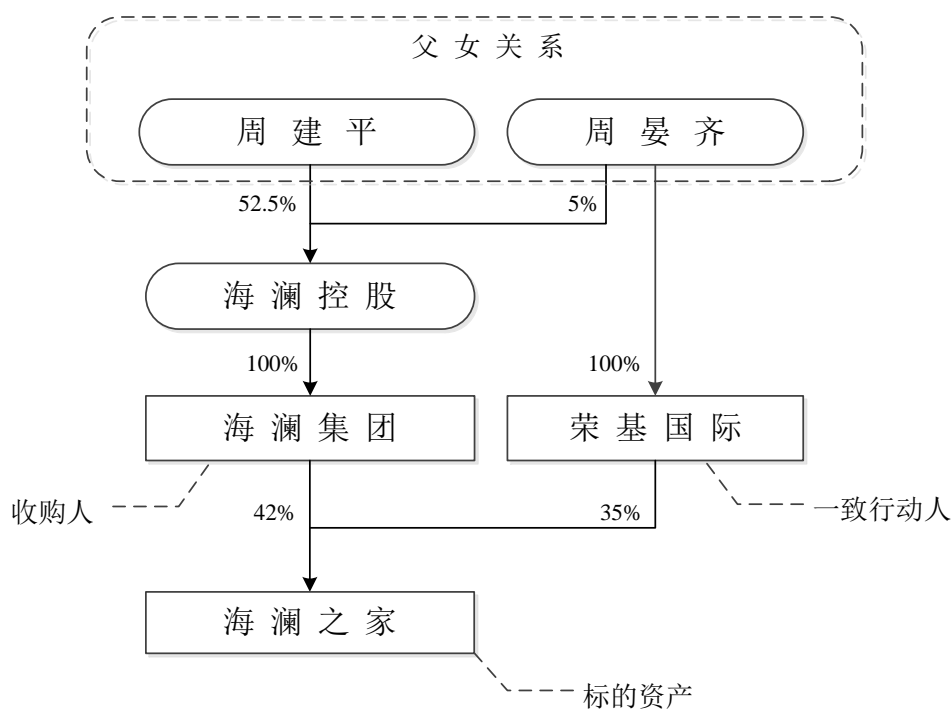 父女关系
周建平
周晏齐
52.5%
5%
海澜控股
100%
100%
海澜集团
荣基国际
收购人
42%
35%
一致行动人
海澜之家
标的资产